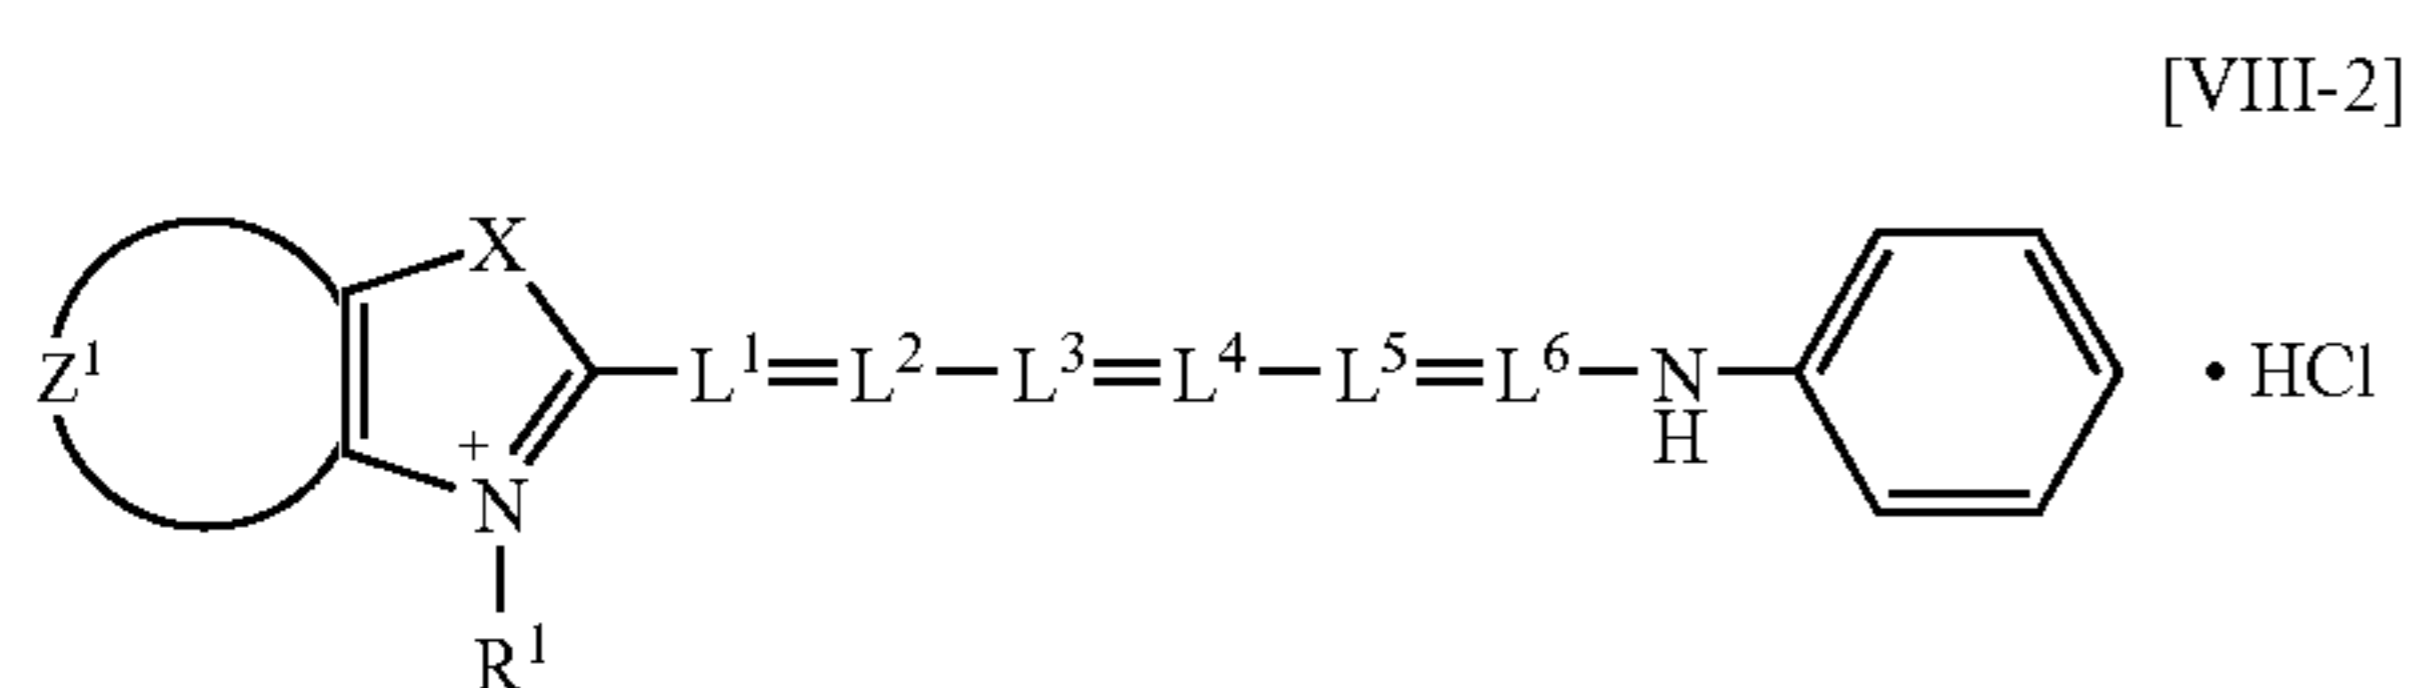 [VIII-2]
X
Z¹ L¹=L²—L³=L⁴—L⁵=L⁶—N • HCl
H
+
N
R¹